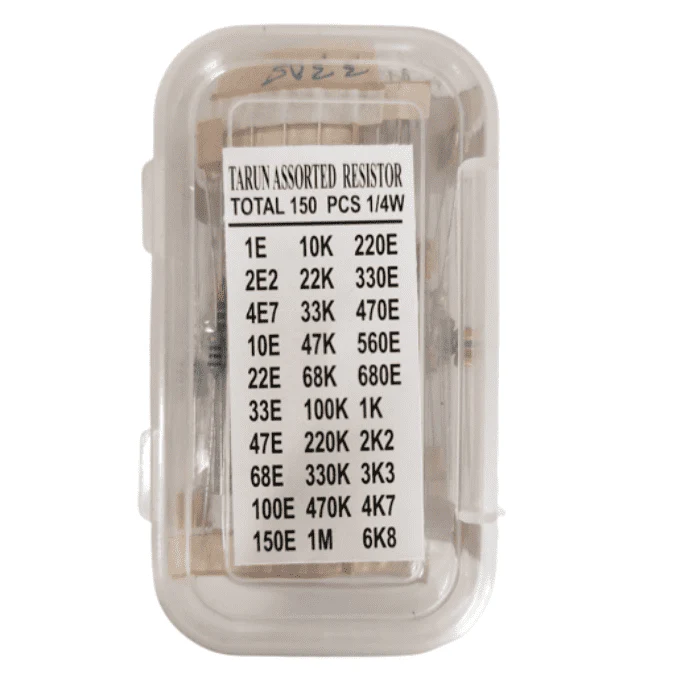 TARUN ASSORTED RESISTOR
TOTAL 150 PCS 1/4W
1E 10K 220E
2E2 22K 330E
4E7 33K 470E
10E 47K 560E
22E 68K 680E
33E 100K 1K
47E 220K 2K2
68E 330K 3K3
100E 470K 4K7
150E 1M 6K8